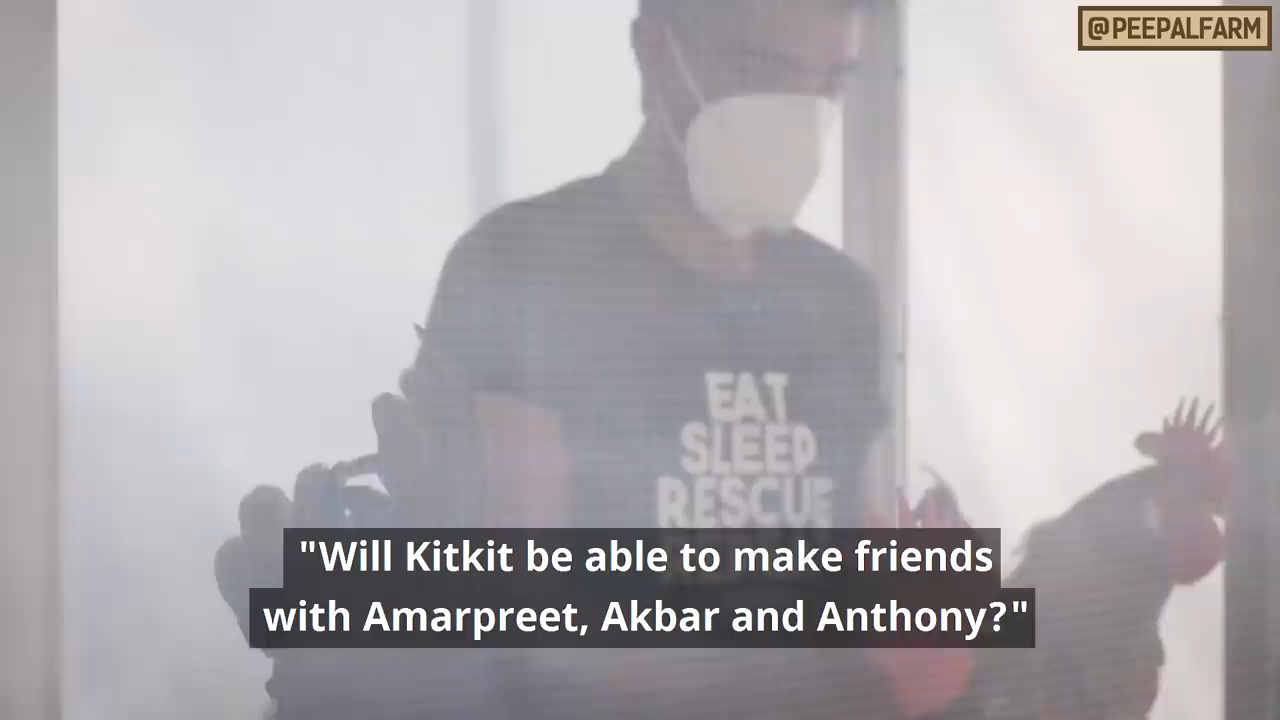 @PEEPALFARM
EAT
SLEEP
RESCUE
"Will Kitkit be able to make friends
with Amarpreet, Akbar and Anthony?"